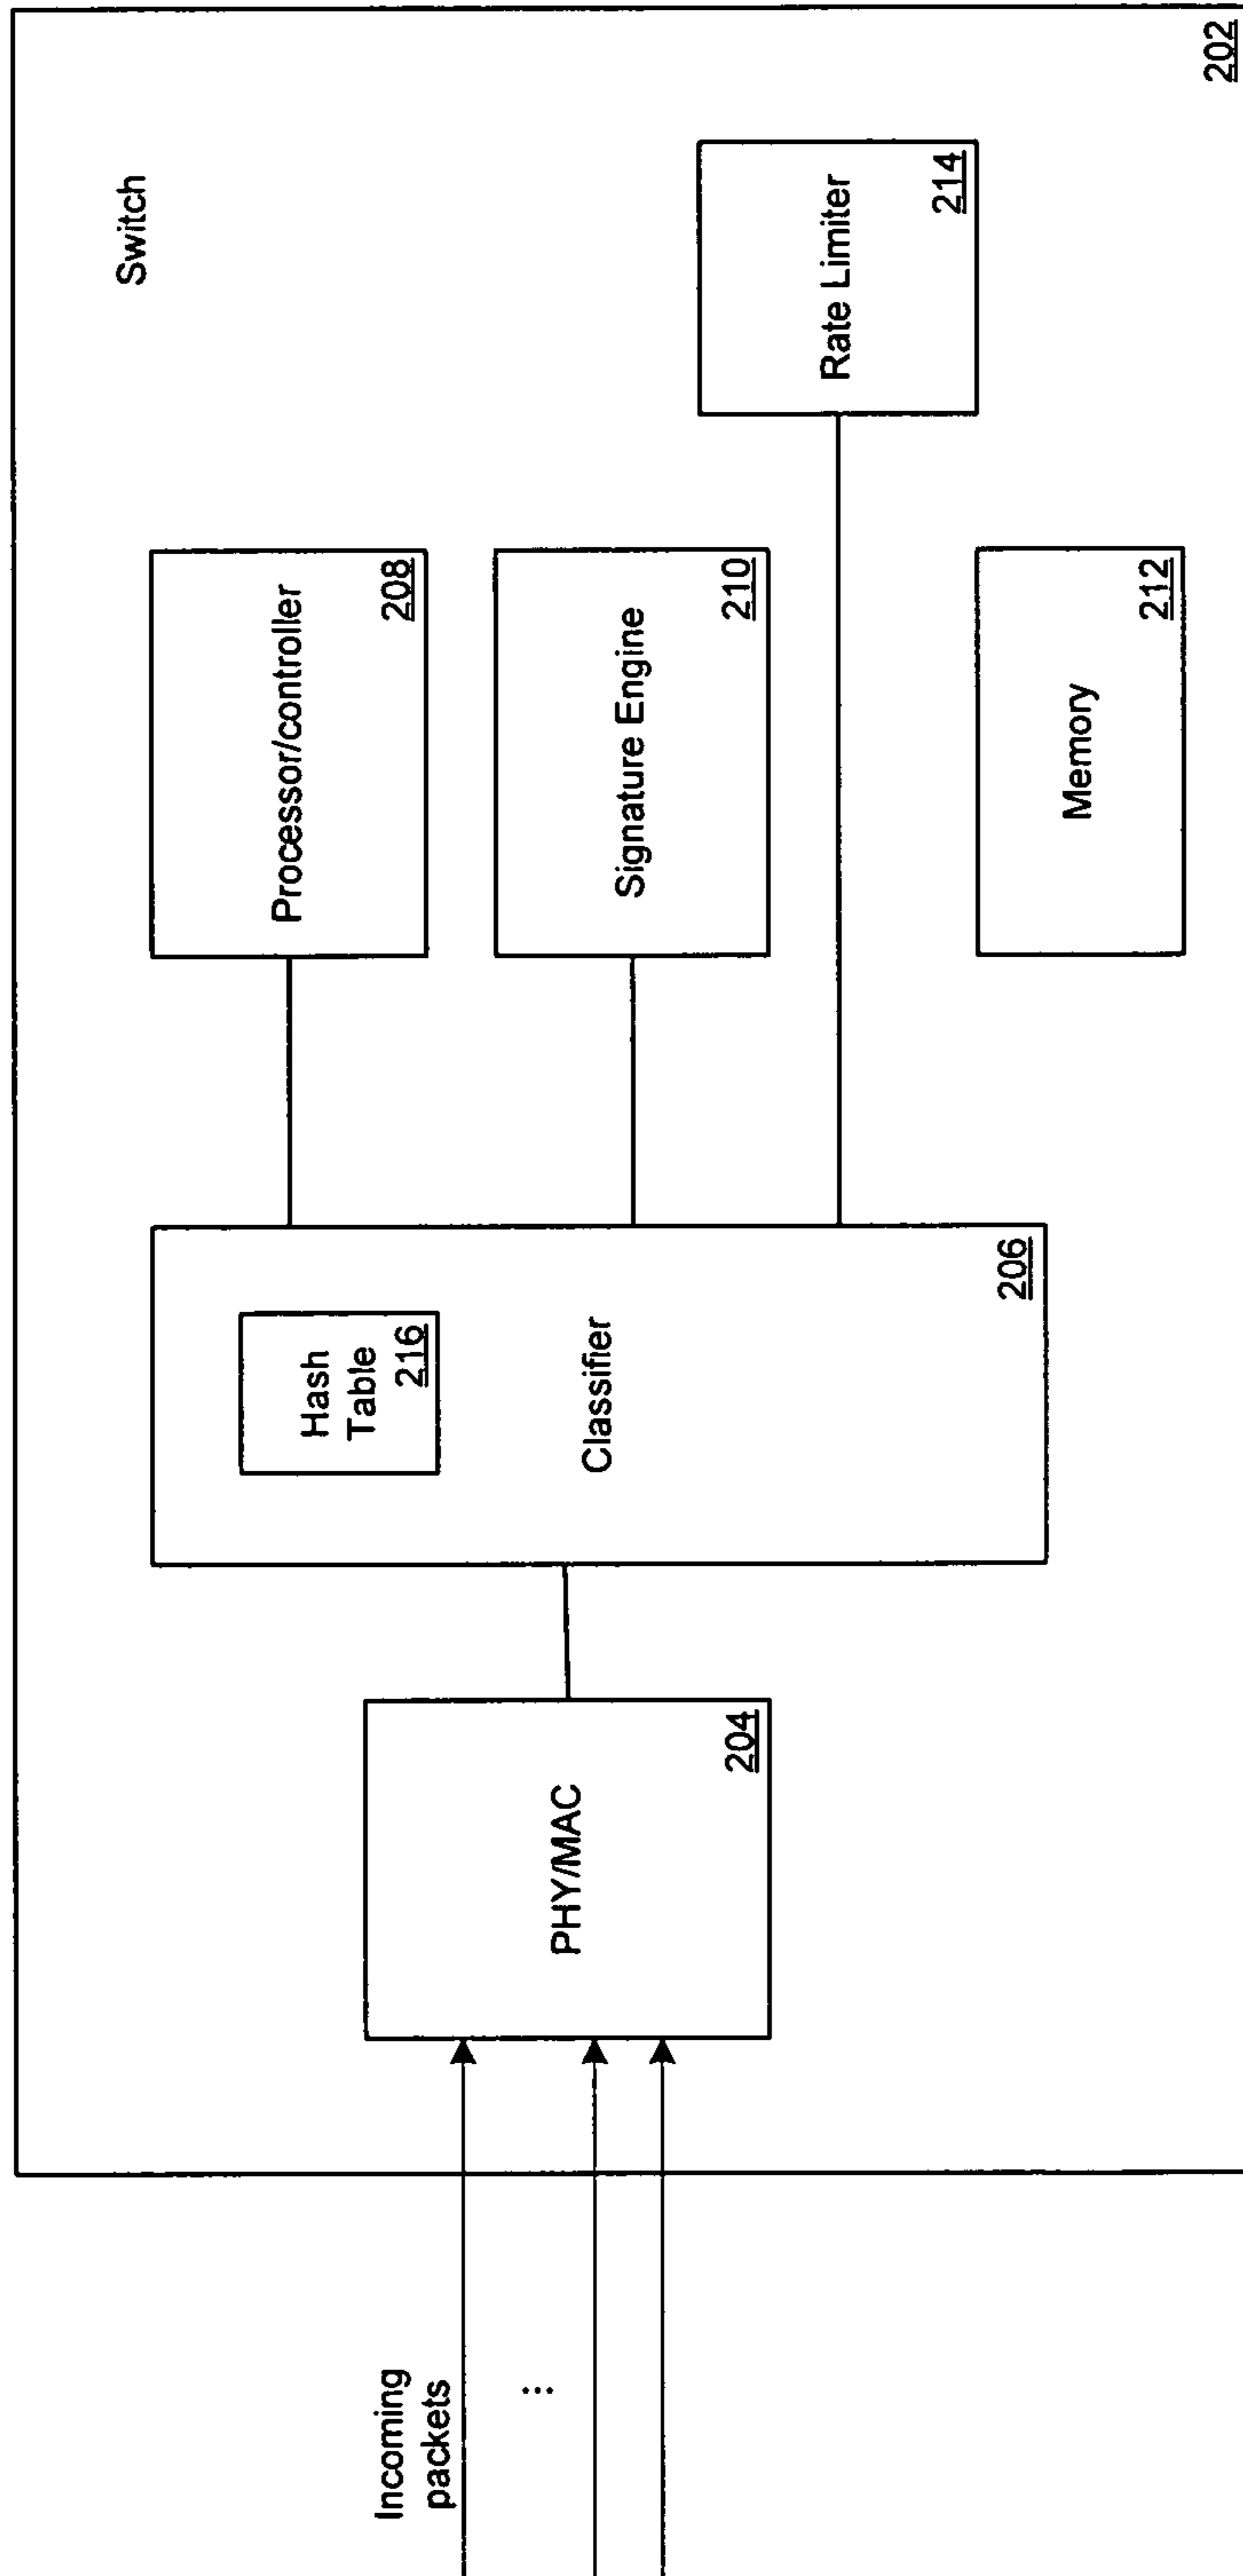 Switch
Incoming
packets
⋮
PHY/MAC
204
Hash
Table
216
Classifier
206
Processor/controller
208
Signature Engine
210
Memory
212
Rate Limiter
214
202